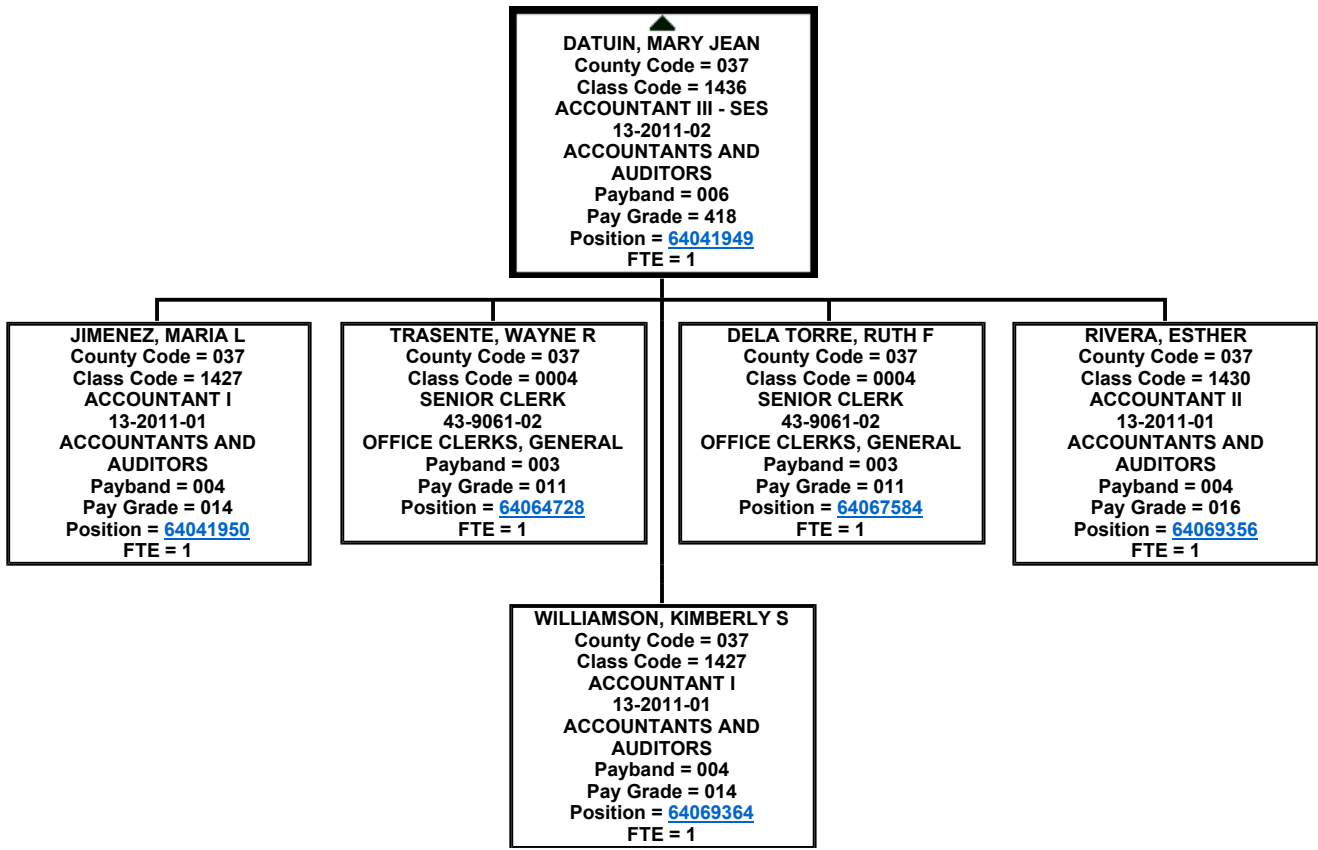 DATUIN, MARY JEAN
County Code = 037
Class Code = 1436
ACCOUNTANT III - SES
13-2011-02
ACCOUNTANTS AND
AUDITORS
Payband = 006
Pay Grade = 418
Position = 64041949
FTE = 1
JIMENEZ, MARIA L
County Code = 037
Class Code = 1427
ACCOUNTANT I
13-2011-01
ACCOUNTANTS AND
AUDITORS
Payband = 004
Pay Grade = 014
Position = 64041950
FTE = 1
TRASENTE, WAYNE R
County Code = 037
Class Code = 0004
SENIOR CLERK
43-9061-02
OFFICE CLERKS, GENERAL
Payband = 003
Pay Grade = 011
Position = 64064728
FTE = 1
DELA TORRE, RUTH F
County Code = 037
Class Code = 0004
SENIOR CLERK
43-9061-02
OFFICE CLERKS, GENERAL
Payband = 003
Pay Grade = 011
Position = 64067584
FTE = 1
RIVERA, ESTHER
County Code = 037
Class Code = 1430
ACCOUNTANT II
13-2011-01
ACCOUNTANTS AND
AUDITORS
Payband = 004
Pay Grade = 016
Position = 64069356
FTE = 1
WILLIAMSON, KIMBERLY S
County Code = 037
Class Code = 1427
ACCOUNTANT I
13-2011-01
ACCOUNTANTS AND
AUDITORS
Payband = 004
Pay Grade = 014
Position = 64069364
FTE = 1